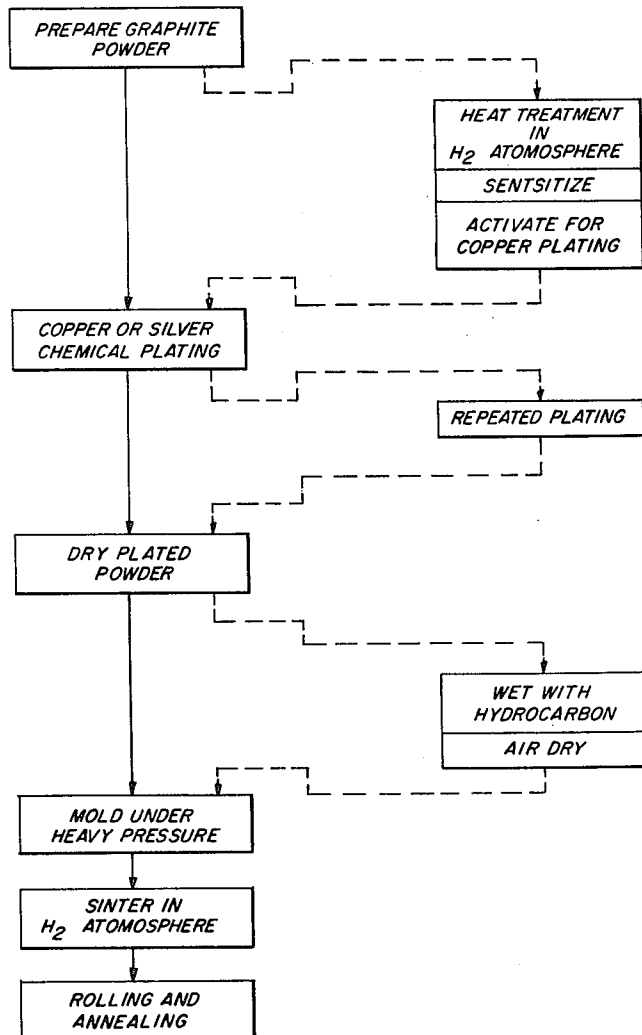 PREPARE GRAPHITE
POWDER
HEAT TREATMENT
IN
H2 ATOMOSPHERE
SENTSITIZE
ACTIVATE FOR
COPPER PLATING
COPPER OR SILVER
CHEMICAL PLATING
REPEATED PLATING
DRY PLATED
POWDER
WET WITH
HYDROCARBON
AIR DRY
MOLD UNDER
HEAVY PRESSURE
SINTER IN
H2 ATOMOSPHERE
ROLLING AND
ANNEALING